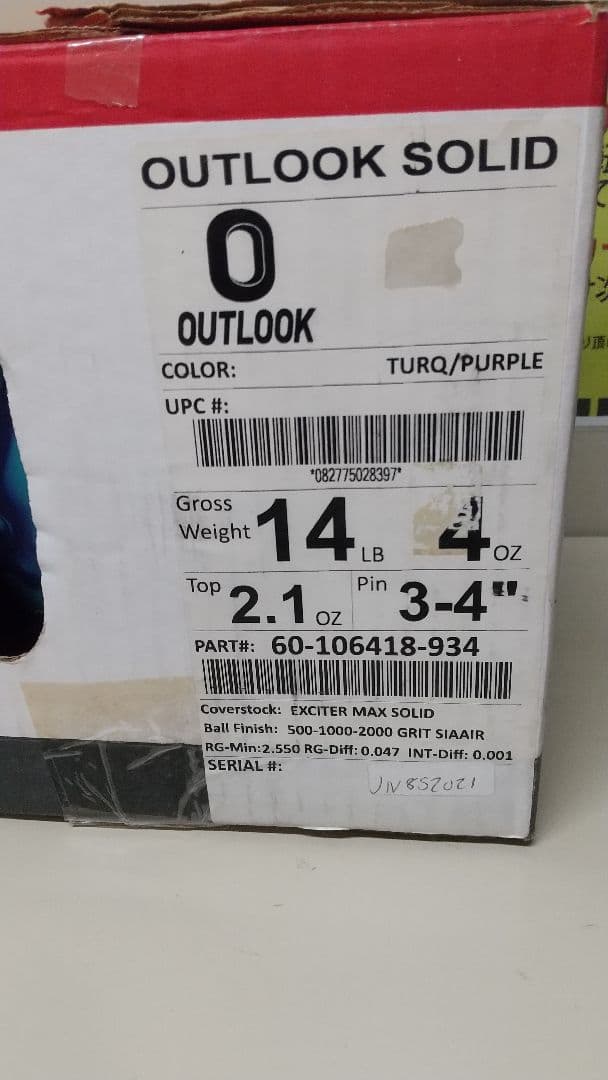 OUTLOOK SOLID
O
OUTLOOK
COLOR: TURQ/PURPLE
UPC #:
*082775028397*
Gross Weight 14 LB 4 OZ
Top 2.1 OZ Pin 3-4"
PART#: 60-106418-934
Coverstock: EXCITER MAX SOLID
Ball Finish: 500-1000-2000 GRIT SIAAIR
RG-Min:2.550 RG-Diff: 0.047 INT-Diff: 0.001
SERIAL #: